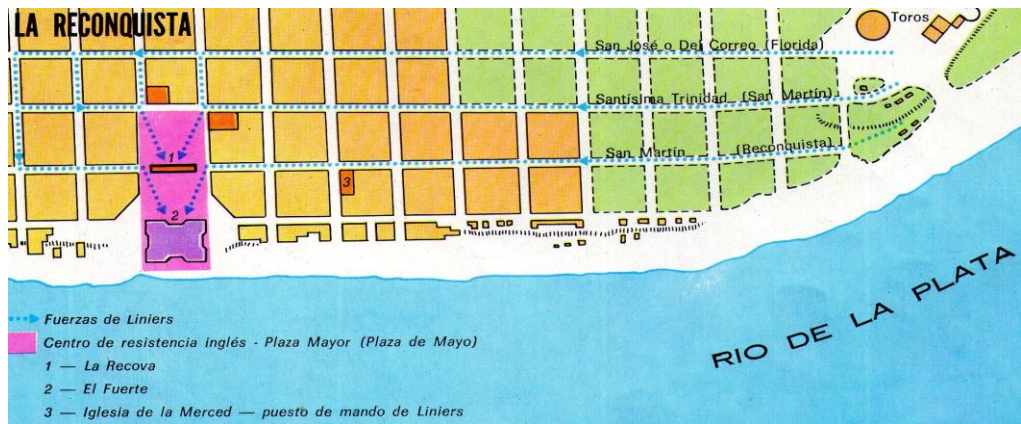 LA RECONQUISTA
Toros
San José o Del Correo (Florida)
Santísima Trinidad (San Martín)
San Martín (Reconquista)
1
3
2
RIO DE LA PLATA
Fuerzas de Liniers
Centro de resistencia inglés - Plaza Mayor (Plaza de Mayo)
1 — La Recova
2 — El Fuerte
3 — Iglesia de la Merced — puesto de mando de Liniers